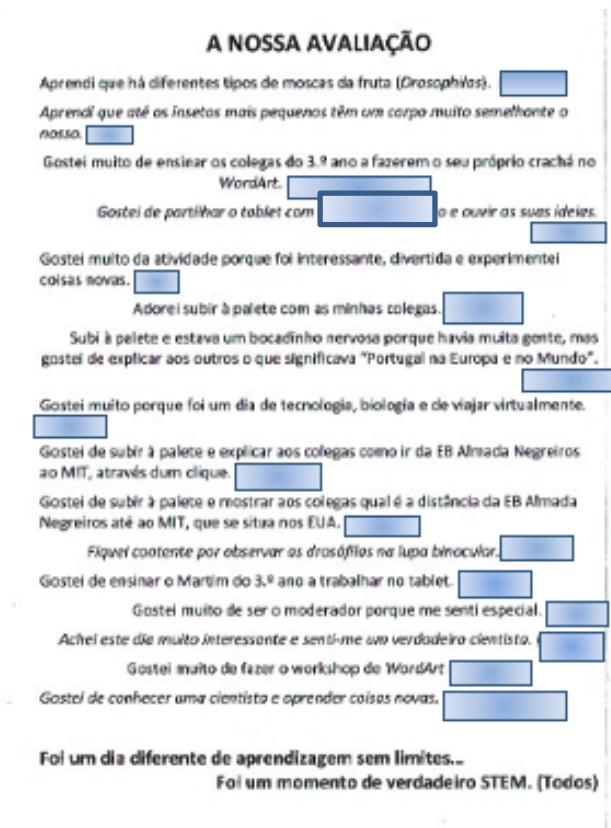 A NOSSA AVALIAÇÃO
Aprendi que há diferentes tipos de moscas da fruta (Drosophilas).
Aprendi que até os insetos mais pequenos têm um corpo muito semelhante o
nosso.
Gostei muito de ensinar os colegas do 3.º ano a fazerem o seu próprio crachá no
WordArt.
Gostei de partilhar o tablet com o e ouvir as suas ideias.
Gostei muito da atividade porque foi interessante, divertida e experimentei
coisas novas.
Adorei subir à palete com as minhas colegas.
Subi à palete e estava um bocadinho nervosa porque havia muita gente, mas
gostei de explicar aos outros o que significava "Portugal na Europa e no Mundo".
Gostei muito porque foi um dia de tecnologia, biologia e de viajar virtualmente.
Gostei de subir à palete e explicar aos colegas como ir da EB Almada Negreiros
ao MIT, através dum clique.
Gostei de subir à palete e mostrar aos colegas qual é a distância da EB Almada
Negreiros até ao MIT, que se situa nos EUA.
Fiquei contente por observar as drosófilas na lupa binocular.
Gostei de ensinar o Martim do 3.º ano a trabalhar no tablet.
Gostei muito de ser o moderador porque me senti especial.
Achei este dia muito interessante e senti-me um verdadeiro cientista.
Gostei muito de fazer o workshop de WordArt
Gostei de conhecer uma cientista e aprender coisas novas.
Foi um dia diferente de aprendizagem sem limites...
Foi um momento de verdadeiro STEM. (Todos)